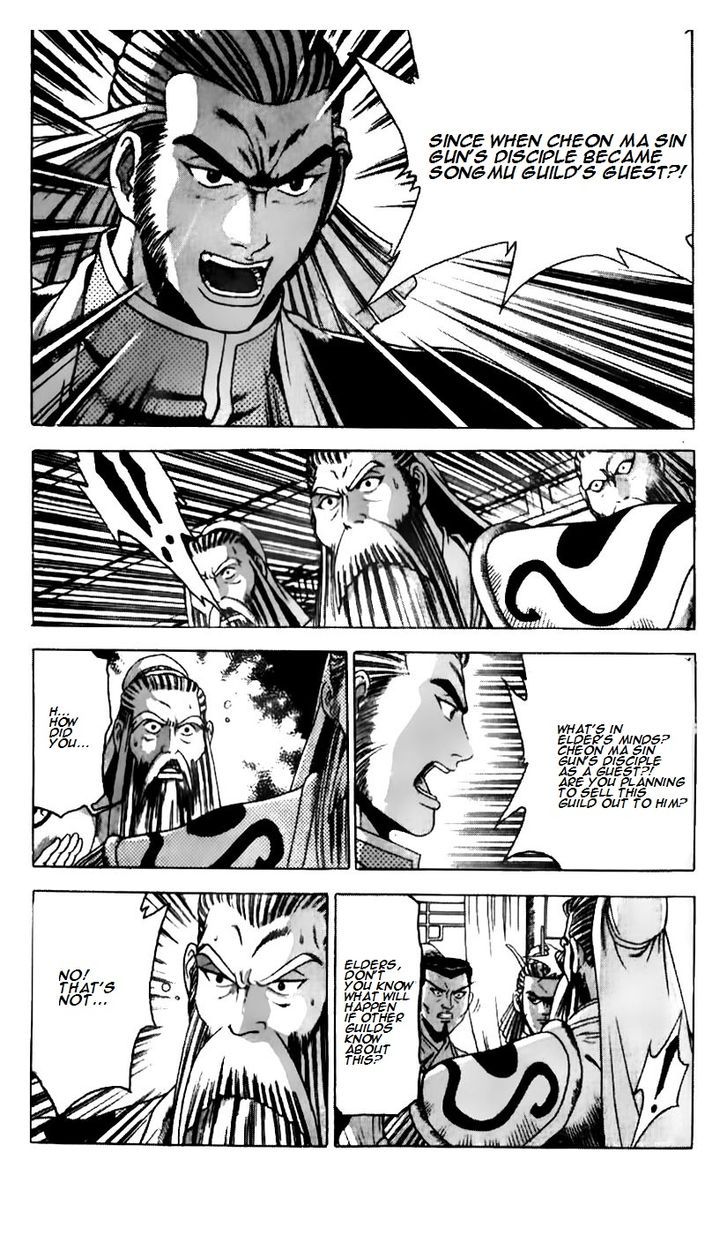 SINCE WHEN CHEON MA SIN
GUN'S DISCIPLE BECAME
SONGMU GUILD'S GUEST?!
!!
H...
HOW
DID
YOU...
WHAT'S IN
ELDER'S MINDS?
CHEON MA SIN
GUN'S DISCIPLE
AS A GUEST?!
ARE YOU PLANNING
TO SELL THIS
GUILD OUT TO HIM?
NO!
THAT'S
NOT...
ELDERS,
DON'T
YOU KNOW
WHAT WILL
HAPPEN
IF OTHER
GUILDS
KNOW
ABOUT
THIS?
!